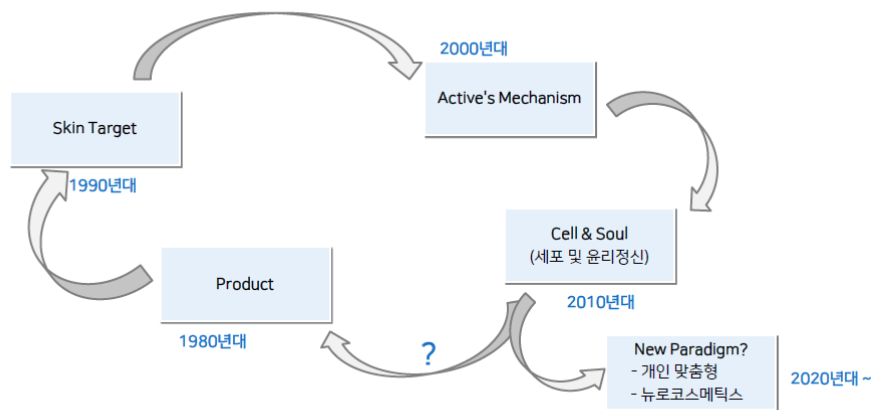 2000년대
Active's Mechanism
Skin Target
1990년대
Cell & Soul
(세포 및 윤리정신)
2010년대
Product
1980년대
?
New Paradigm?
- 개인 맞춤형
- 뉴로코스메틱스
2020년대 ~